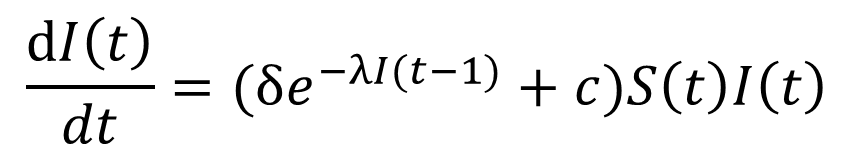 dI(t)/dt = (δe^{−λI(t−1)} + c)S(t)I(t)